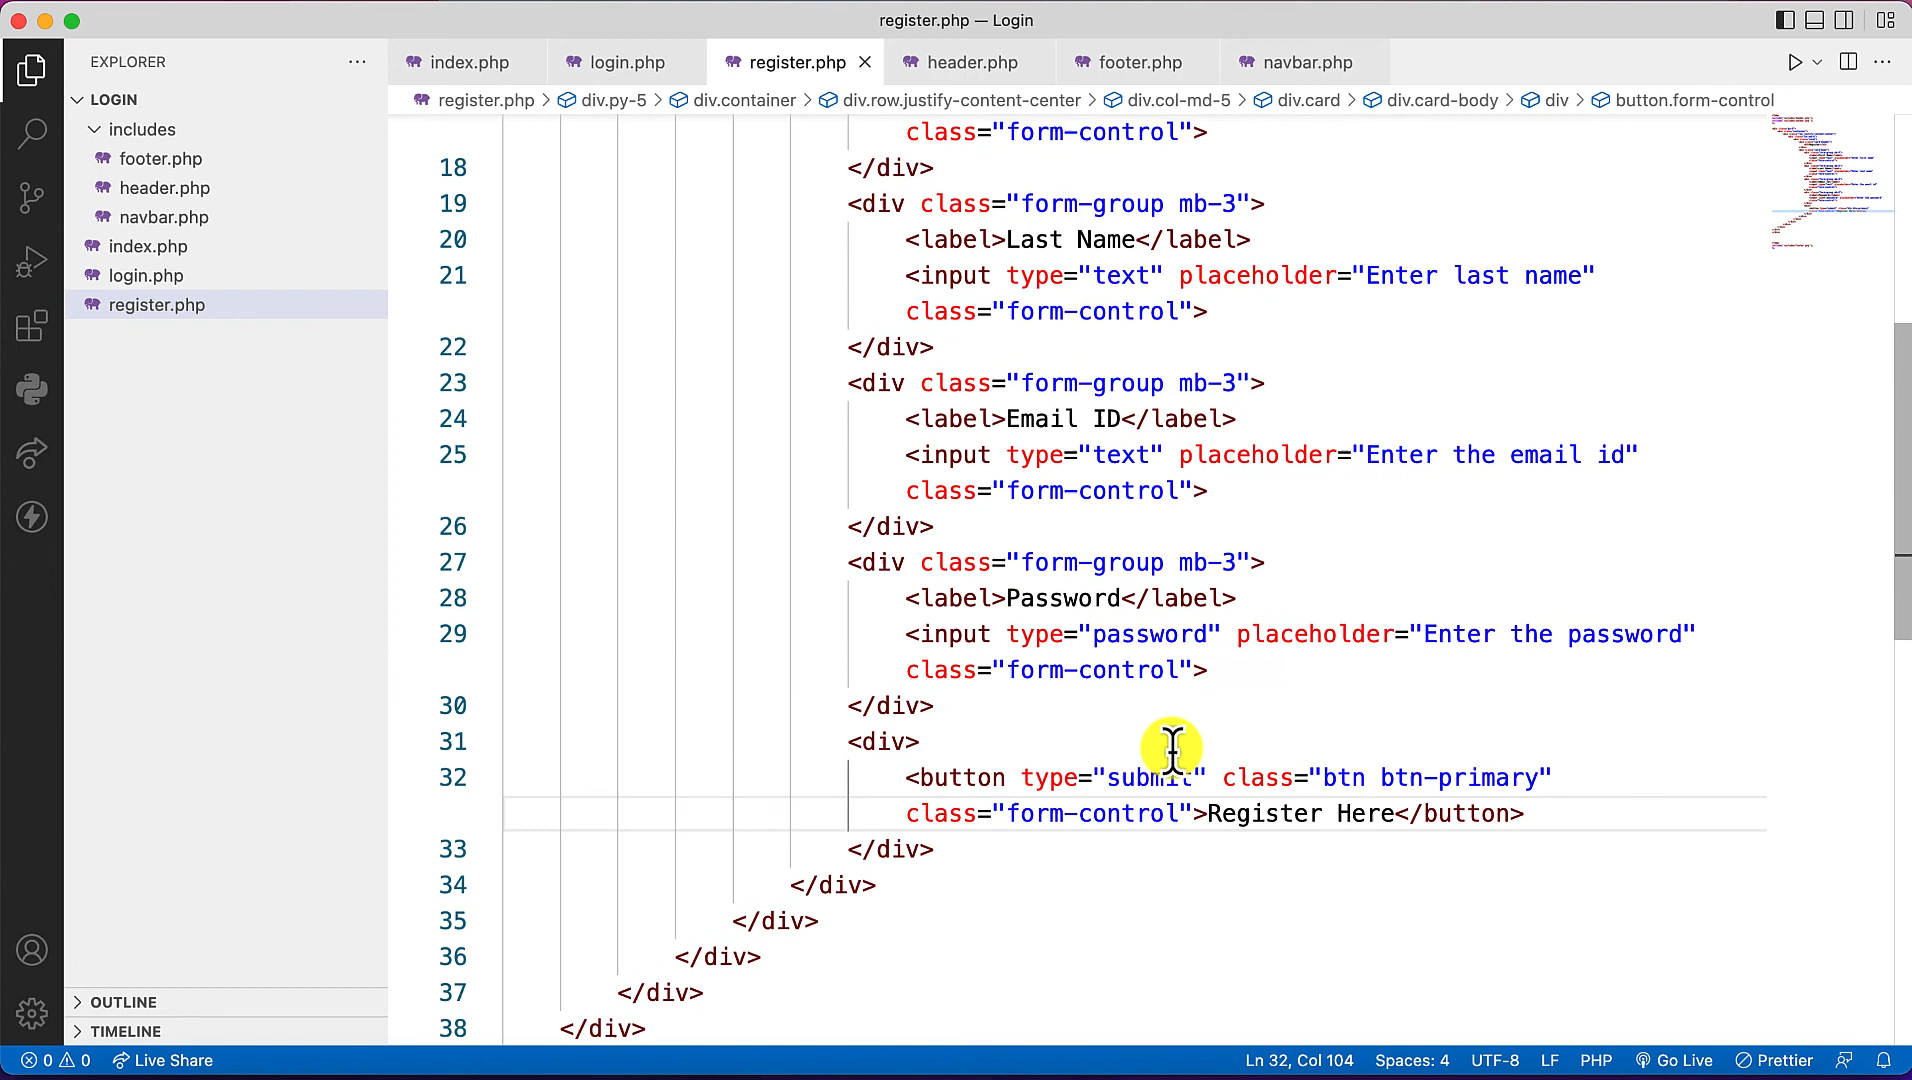 register.php — Login
EXPLORER
LOGIN
includes
footer.php
header.php
navbar.php
index.php
login.php
register.php
OUTLINE
TIMELINE
index.php
login.php
register.php
header.php
footer.php
navbar.php
register.php > div.py-5 > div.container > div.row.justify-content-center > div.col-md-5 > div.card > div.card-body > div > button.form-control
class="form-control">
18 </div>
19 <div class="form-group mb-3">
20 <label>Last Name</label>
21 <input type="text" placeholder="Enter last name"
class="form-control">
22 </div>
23 <div class="form-group mb-3">
24 <label>Email ID</label>
25 <input type="text" placeholder="Enter the email id"
class="form-control">
26 </div>
27 <div class="form-group mb-3">
28 <label>Password</label>
29 <input type="password" placeholder="Enter the password"
class="form-control">
30 </div>
31 <div>
32 <button type="submit" class="btn btn-primary"
class="form-control">Register Here</button>
33 </div>
34 </div>
35 </div>
36 </div>
37 </div>
38 </div>
0 0 Live Share
Ln 32, Col 104 Spaces: 4 UTF-8 LF PHP Go Live Prettier